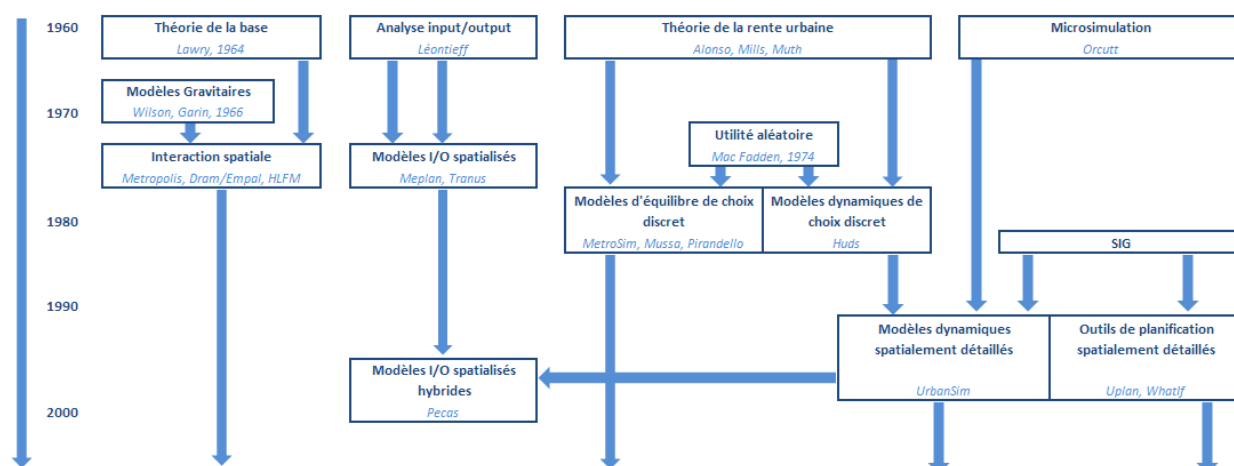 1960
Théorie de la base
Lawry, 1964
Analyse input/output
Léontieff
Théorie de la rente urbaine
Alonso, Mills, Muth
Microsimulation
Orcutt
Modèles Gravitaires
Wilson, Garin, 1966
1970
Utilité aléatoire
Mac Fadden, 1974
Interaction spatiale
Metropolis, Dram/Empal, HLFM
Modèles I/O spatialisés
Meplan, Tranus
Modèles d'équilibre de choix
discret
MetroSim, Mussa, Pirandello
Modèles dynamiques de
choix discret
Huds
1980
SIG
1990
Modèles dynamiques
spatialement détaillés
UrbanSim
Outils de planification
spatialement détaillés
Uplan, WhatIf
Modèles I/O spatialisés
hybrides
Pecas
2000